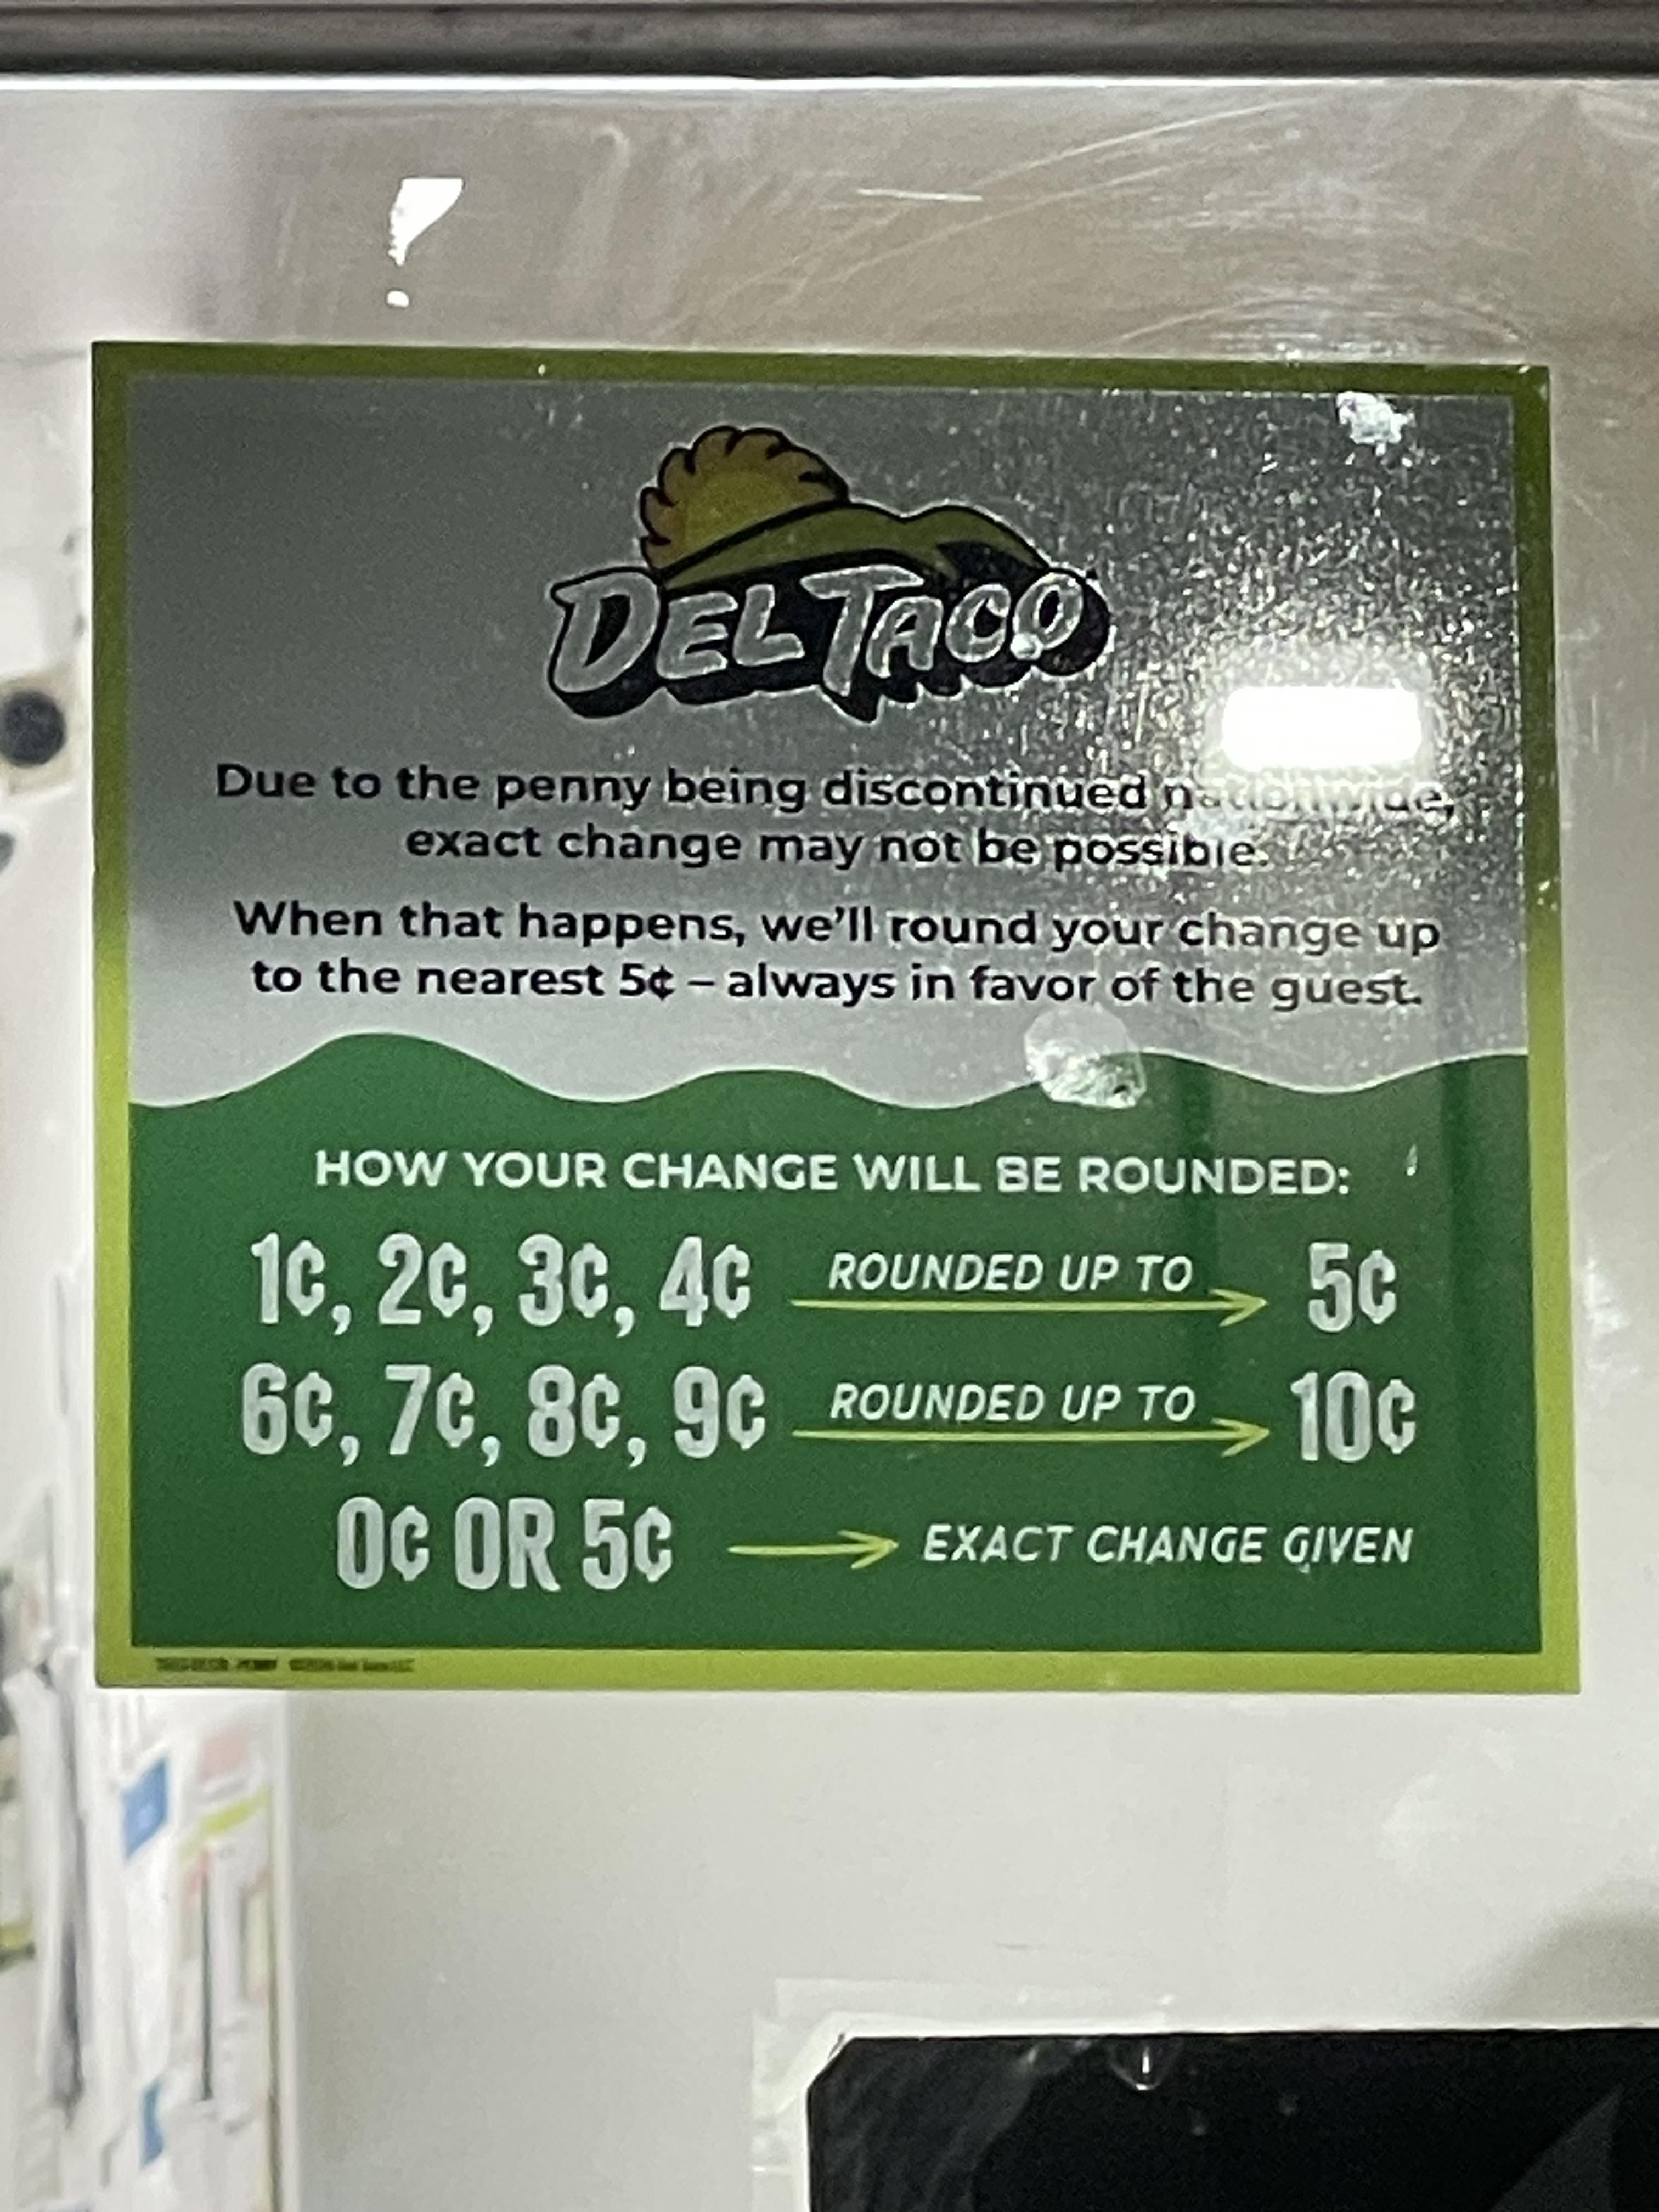 DEL TACO
Due to the penny being discontinued nationwide,
exact change may not be possible.
When that happens, we'll round your change up
to the nearest 5¢ – always in favor of the guest.
HOW YOUR CHANGE WILL BE ROUNDED:
1¢, 2¢, 3¢, 4¢ ROUNDED UP TO 5¢
6¢, 7¢, 8¢, 9¢ ROUNDED UP TO 10¢
0¢ OR 5¢ EXACT CHANGE GIVEN